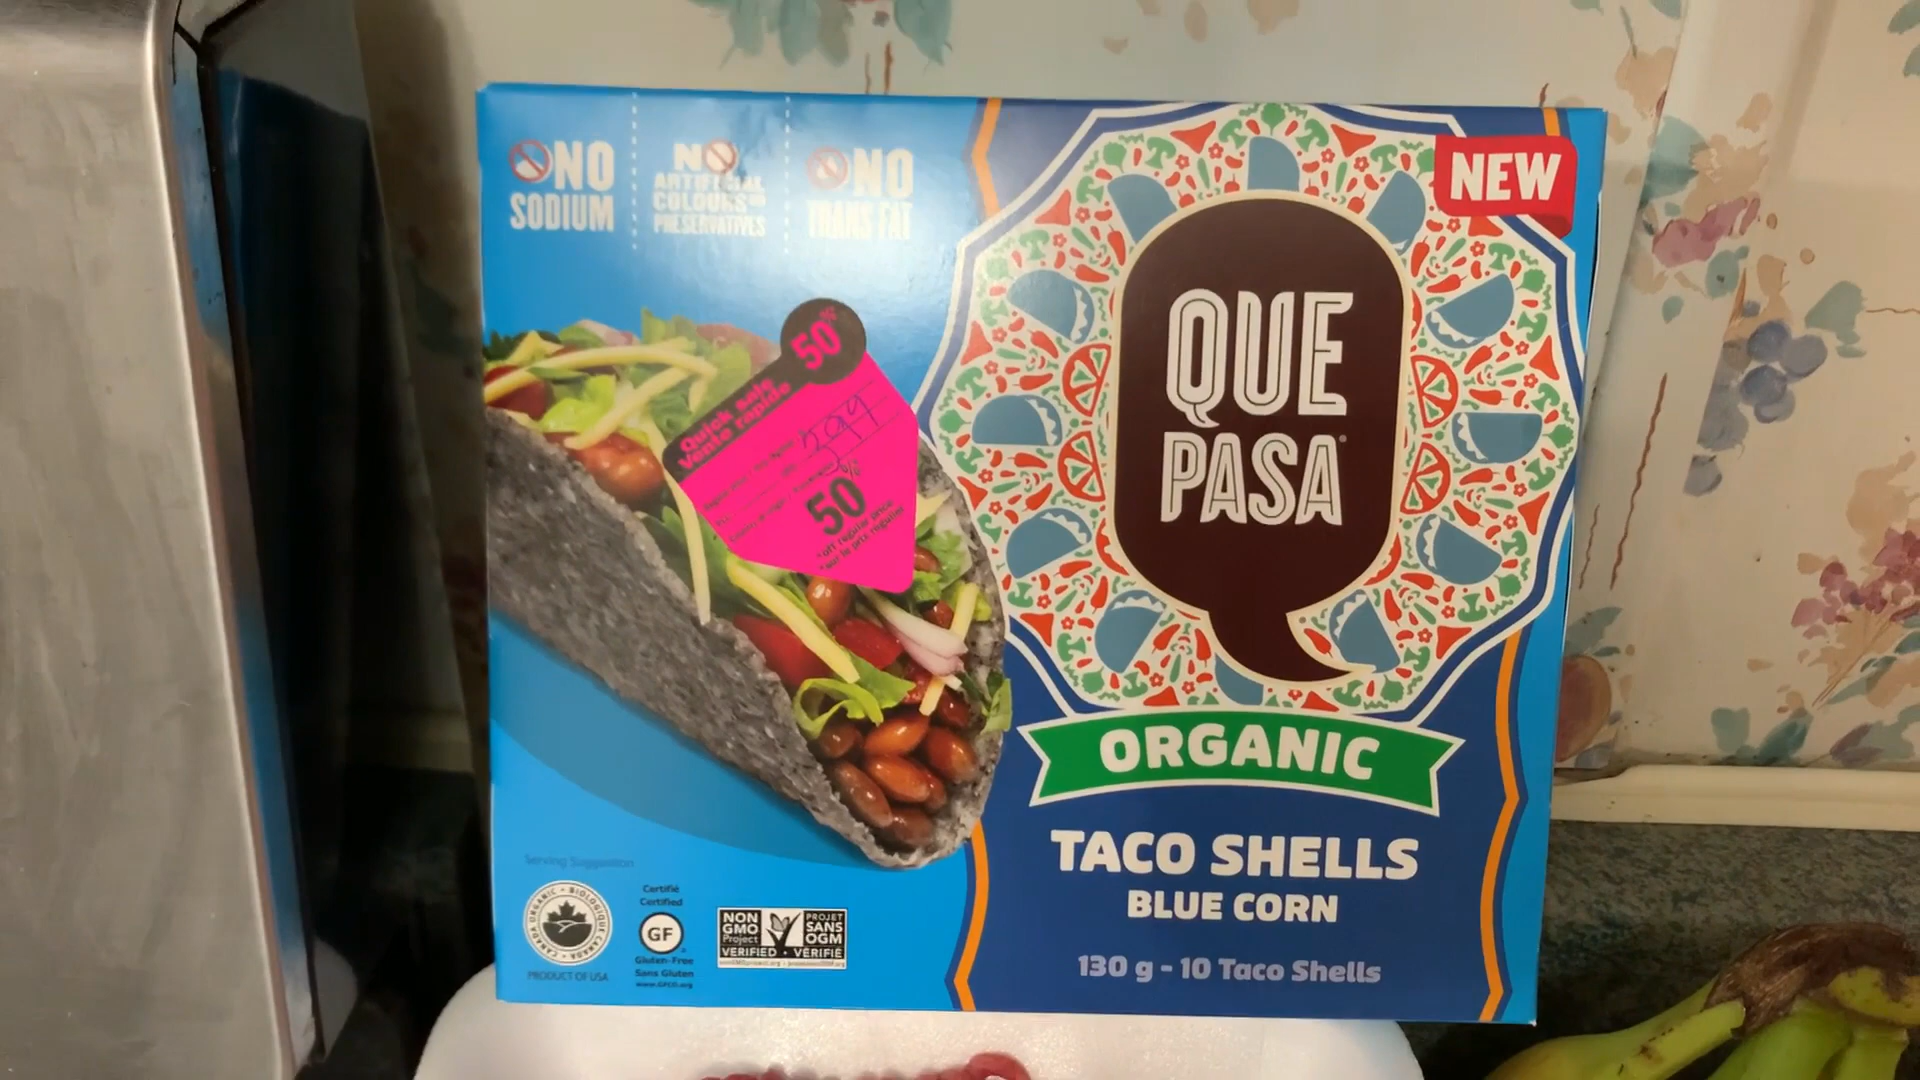 NO
SODIUM
NO
ARTIFICIAL
COLOURS OR
PRESERVATIVES
NO
TRANS FAT
NEW
QUE
PASA
50%
Quick sale
Vente rapide
50%
off regular price
sur le prix régulier
ORGANIC
TACO SHELLS
BLUE CORN
130 g - 10 Taco Shells
Serving Suggestion
CANADA ORGANIC • BIOLOGIQUE CANADA •
PRODUCT OF USA
Certifié
Certified
GF
Gluten-Free
Sans Gluten
www.GFCO.org
NON
GMO
Project
VERIFIED
PROJET
SANS
OGM
VÉRIFIÉ